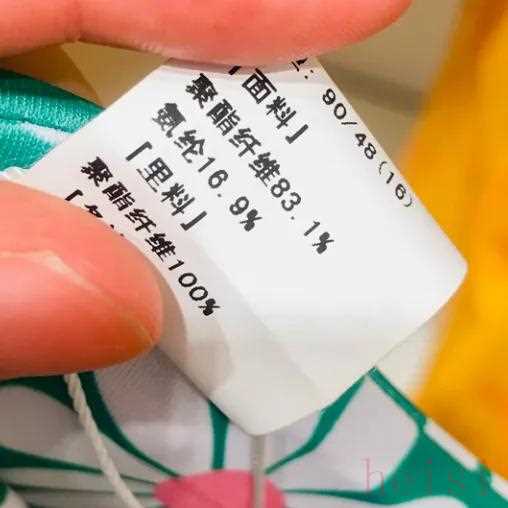 : 90/48(16)
「面料」
聚酯纤维83.1%
氨纶16.9%
「里料」
聚酯纤维100%